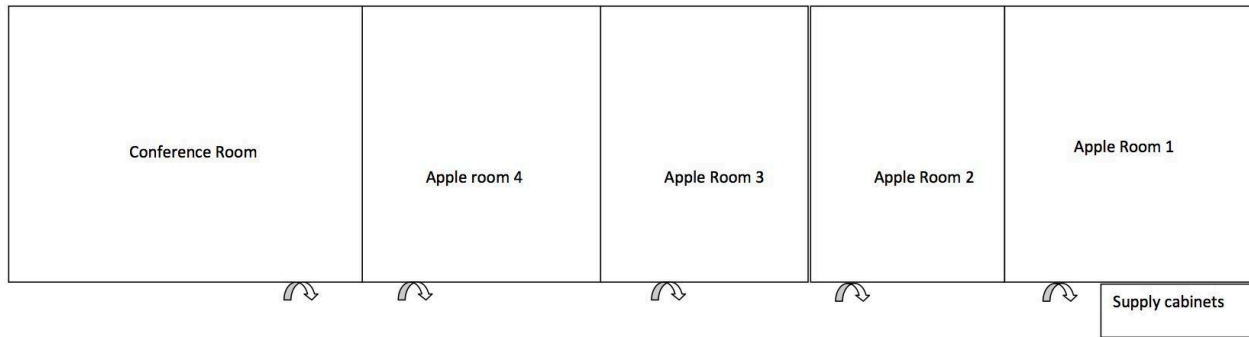 Conference Room
Apple room 4
Apple Room 3
Apple Room 2
Apple Room 1
Supply cabinets